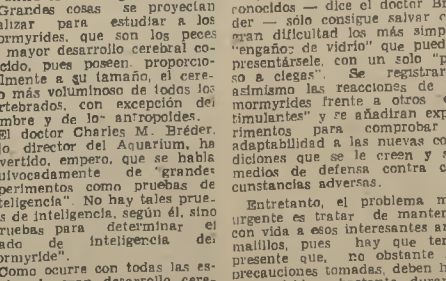 Grandes cosas se proyectan
alizar para estudiar a los
ormyrides, que son los peces
mayor desarrollo cerebral co-
cido, pues poseen, proporcio-
lmente a su tamaño, el cere-
o más voluminoso de todos los
rtebrados, con excepción del
mbre y de lo- antropoides.
El doctor Charles M. Bréder,
lo director del Aquarium, ha
vertido, empero, que se habla
uivocadamente de "grandes
perimentos como pruebas de
teligencia". No hay tales prue-
s de inteligencia, según él, sino
ruebas para determinar el
ado de inteligencia del
ormyride".
Como ocurre con todas las es-
conocidos — dice el doctor Br
der — sólo consigue salvar c
gran dificultad los más simp
"engaños de vidrio" que pued
presentársele, con un solo "p
so a ciegas". Se registrar
asimismo las reacciones de
mormyrides frente a otros "
timulantes" y se añadiran exp
rimentos para comprobar
adaptabilidad a las nuevas co
diciones que se le creen y s
medios de defensa contra c
cunstancias adversas.
Entretanto, el problema m
urgente es tratar de manten
con vida a esos interesantes an
malillos, pues hay que ten
presente que, no obstante
precauciones tomadas, deben h